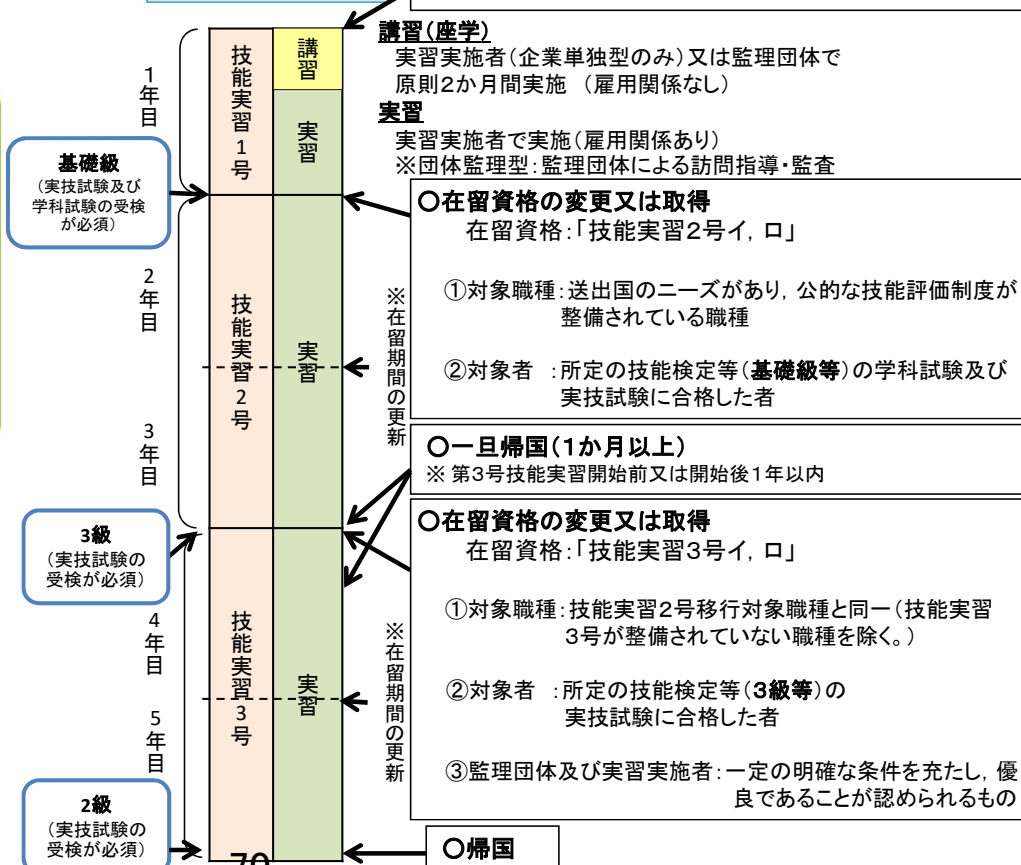 講習(座学)
実習実施者(企業単独型のみ)又は監理団体で
原則2か月間実施 (雇用関係なし)
実習
実習実施者で実施(雇用関係あり)
※団体監理型:監理団体による訪問指導・監査
1年目
技能実習1号
講習
実習
基礎級
(実技試験及び
学科試験の受検
が必須)
○在留資格の変更又は取得
在留資格:「技能実習2号イ, ロ」
①対象職種:送出国のニーズがあり, 公的な技能評価制度が
整備されている職種
②対象者 :所定の技能検定等(基礎級等)の学科試験及び
実技試験に合格した者
2年目
3年目
技能実習2号
実習
※在留期間の更新
○一旦帰国(1か月以上)
※ 第3号技能実習開始前又は開始後1年以内
3級
(実技試験の
受検が必須)
○在留資格の変更又は取得
在留資格:「技能実習3号イ, ロ」
①対象職種:技能実習2号移行対象職種と同一(技能実習
3号が整備されていない職種を除く。)
②対象者 :所定の技能検定等(3級等)の
実技試験に合格した者
③監理団体及び実習実施者:一定の明確な条件を充たし, 優
良であることが認められるもの
4年目
5年目
技能実習3号
実習
※在留期間の更新
2級
(実技試験の
受検が必須)
○帰国